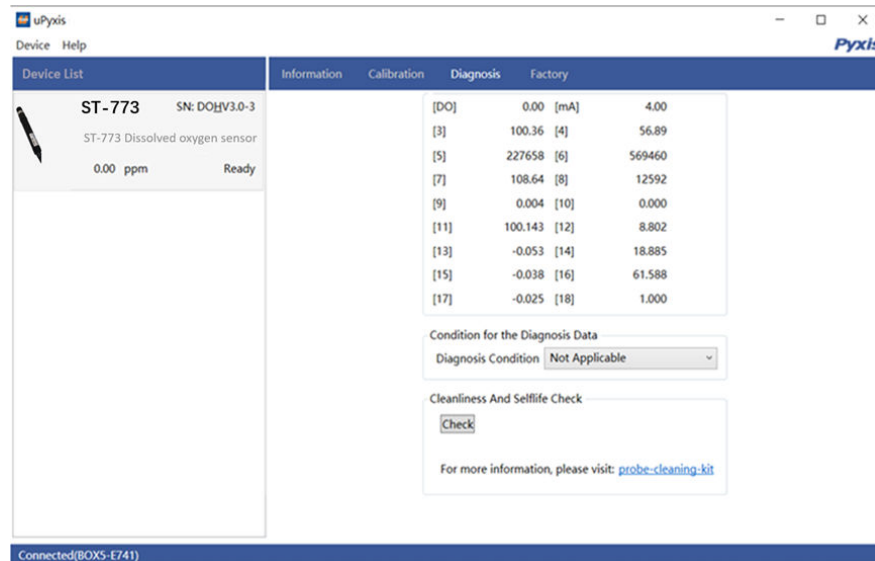 uPyxis
Device Help
Pyxis
Device List
Information Calibration Diagnosis Factory
ST-773 SN: DOHV3.0-3
ST-773 Dissolved oxygen sensor
0.00 ppm Ready
[DO] 0.00 [mA] 4.00
[3] 100.36 [4] 56.89
[5] 227658 [6] 569460
[7] 108.64 [8] 12592
[9] 0.004 [10] 0.000
[11] 100.143 [12] 8.802
[13] -0.053 [14] 18.885
[15] -0.038 [16] 61.588
[17] -0.025 [18] 1.000
Condition for the Diagnosis Data
Diagnosis Condition Not Applicable
Cleanliness And Selflife Check
Check
For more information, please visit: probe-cleaning-kit
Connected(BOX5-E741)